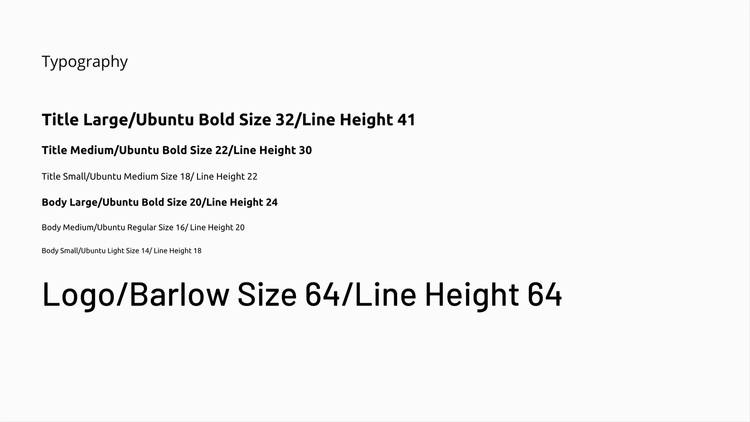 Typography
Title Large/Ubuntu Bold Size 32/Line Height 41
Title Medium/Ubuntu Bold Size 22/Line Height 30
Title Small/Ubuntu Medium Size 18/ Line Height 22
Body Large/Ubuntu Bold Size 20/Line Height 24
Body Medium/Ubuntu Regular Size 16/ Line Height 20
Body Small/Ubuntu Light Size 14/ Line Height 18
Logo/Barlow Size 64/Line Height 64